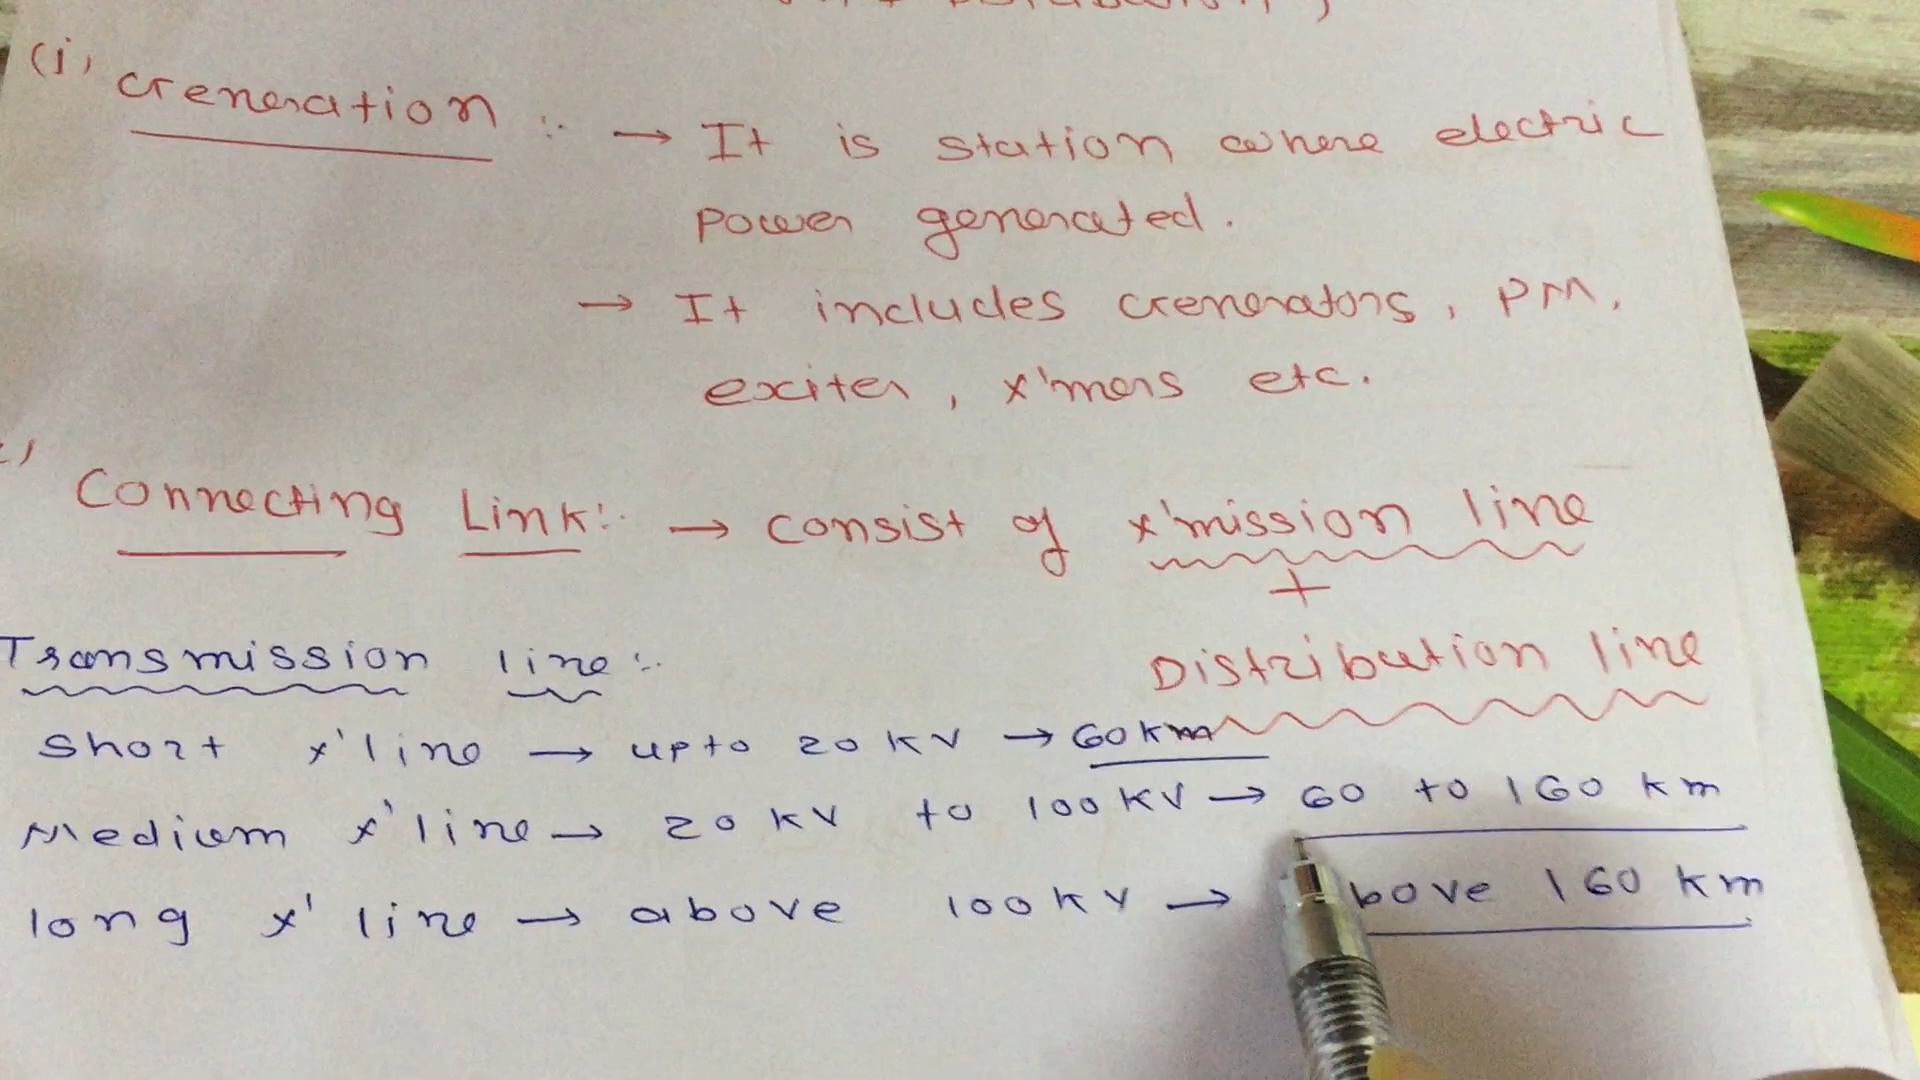 (i) Generation :- → It is station where electric
power generated.
→ It includes Generators, PM,
exciter, x'mers etc.
Connecting Link :- → consist of x'mission line
+
Distribution line
Transmission line :-
Short x'line → upto 20 KV → 60 Km
Medium x'line → 20 KV to 100 KV → 60 to 160 Km
long x'line → above 100 KV → bove 160 Km